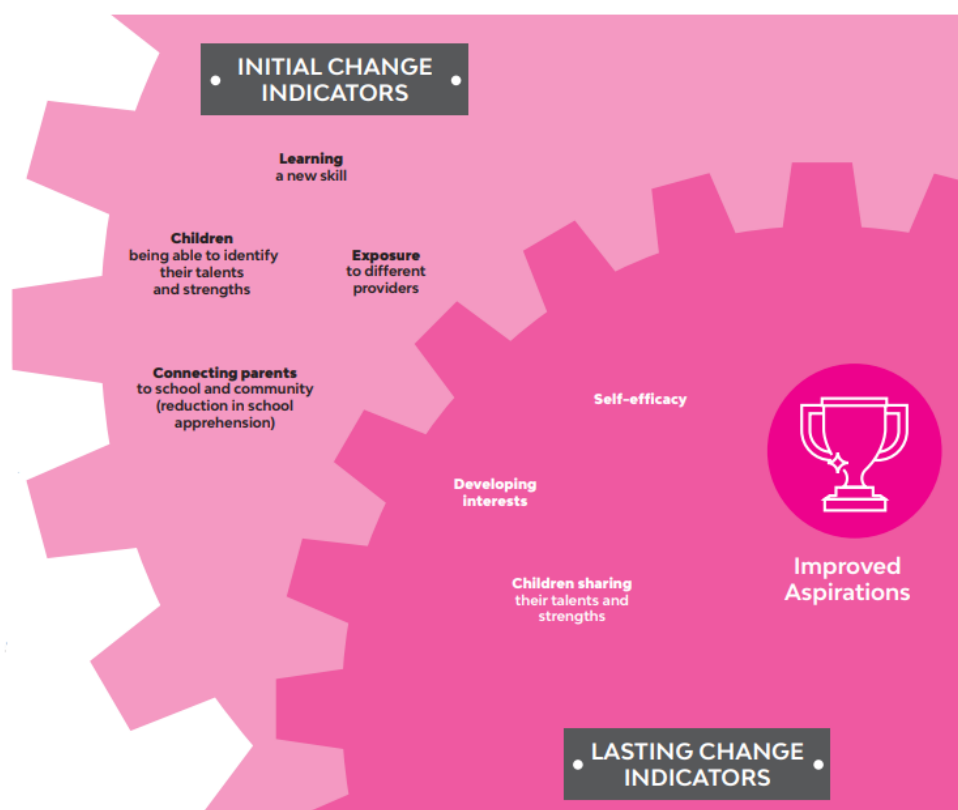 INITIAL CHANGE
INDICATORS
Learning
a new skill
Children
being able to identify
their talents
and strengths
Exposure
to different
providers
Connecting parents
to school and community
(reduction in school
apprehension)
Self-efficacy
Developing
interests
Children sharing
their talents and
strengths
Improved
Aspirations
LASTING CHANGE
INDICATORS